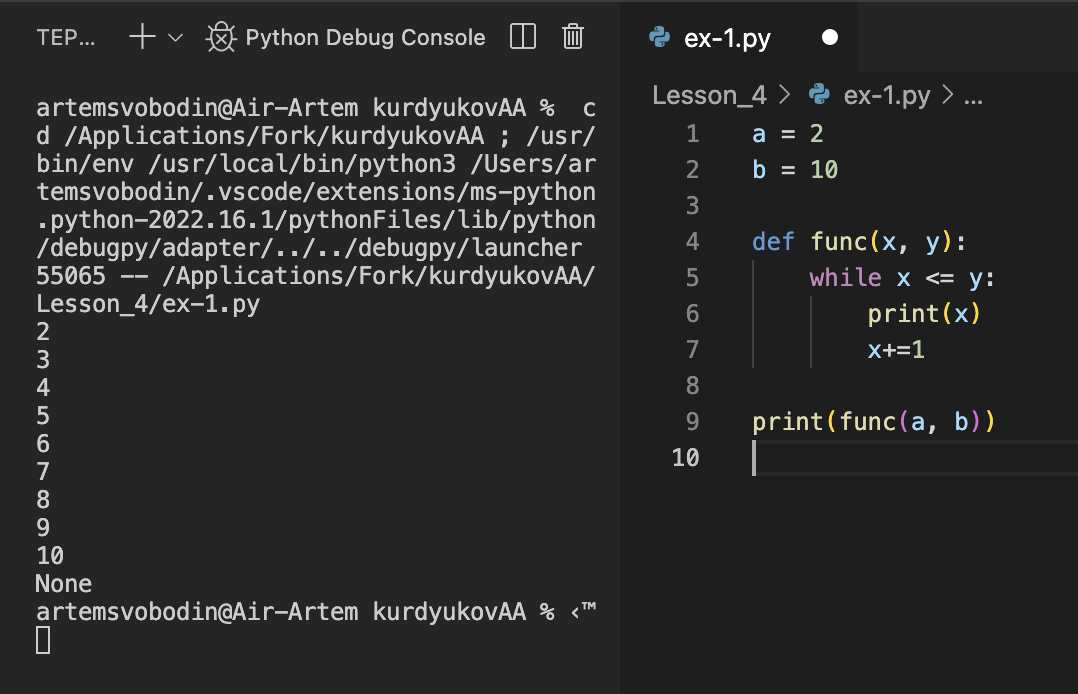 ТЕР...
Python Debug Console
artemsvobodin@Air-Artem kurdyukovAA %  c
d /Applications/Fork/kurdyukovAA ; /usr/
bin/env /usr/local/bin/python3 /Users/ar
temsvobodin/.vscode/extensions/ms-python
.python-2022.16.1/pythonFiles/lib/python
/debugpy/adapter/../../debugpy/launcher
55065 -- /Applications/Fork/kurdyukovAA/
Lesson_4/ex-1.py
2
3
4
5
6
7
8
9
10
None
artemsvobodin@Air-Artem kurdyukovAA % ‹™
ex-1.py
Lesson_4 > ex-1.py > ...
1 a = 2
2 b = 10
3
4 def func(x, y):
5     while x <= y:
6         print(x)
7         x+=1
8
9 print(func(a, b))
10